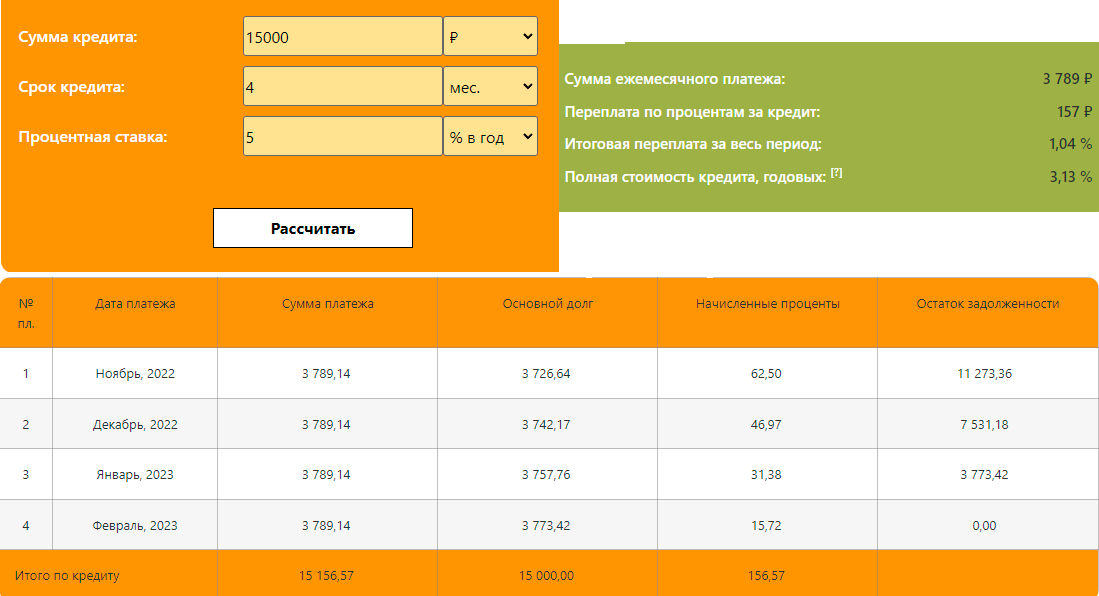 Сумма кредита: 15000 ₽
Срок кредита: 4 мес.
Процентная ставка: 5 % в год
Рассчитать
Сумма ежемесячного платежа: 3 789 ₽
Переплата по процентам за кредит: 157 ₽
Итоговая переплата за весь период: 1,04 %
Полная стоимость кредита, годовых: [?] 3,13 %
№ пл. Дата платежа Сумма платежа Основной долг Начисленные проценты Остаток задолженности
1 Ноябрь, 2022 3 789,14 3 726,64 62,50 11 273,36
2 Декабрь, 2022 3 789,14 3 742,17 46,97 7 531,18
3 Январь, 2023 3 789,14 3 757,76 31,38 3 773,42
4 Февраль, 2023 3 789,14 3 773,42 15,72 0,00
Итого по кредиту 15 156,57 15 000,00 156,57